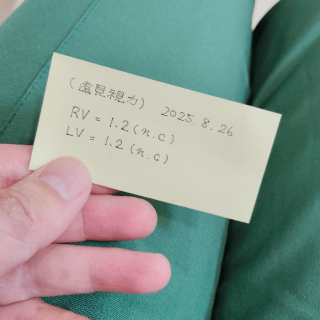 (遠見視力) 2025.8.26
RV = 1.2 (n.c)
LV = 1.2 (n.c)